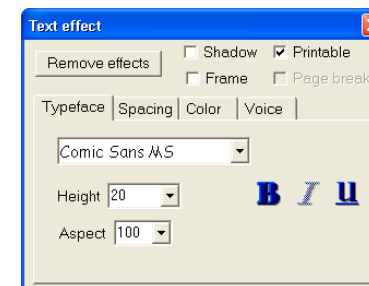 Text effect
Remove effects
Shadow
Printable
Frame
Page break
Typeface
Spacing
Color
Voice
Comic Sans MS
Height 20
B I u
Aspect 100